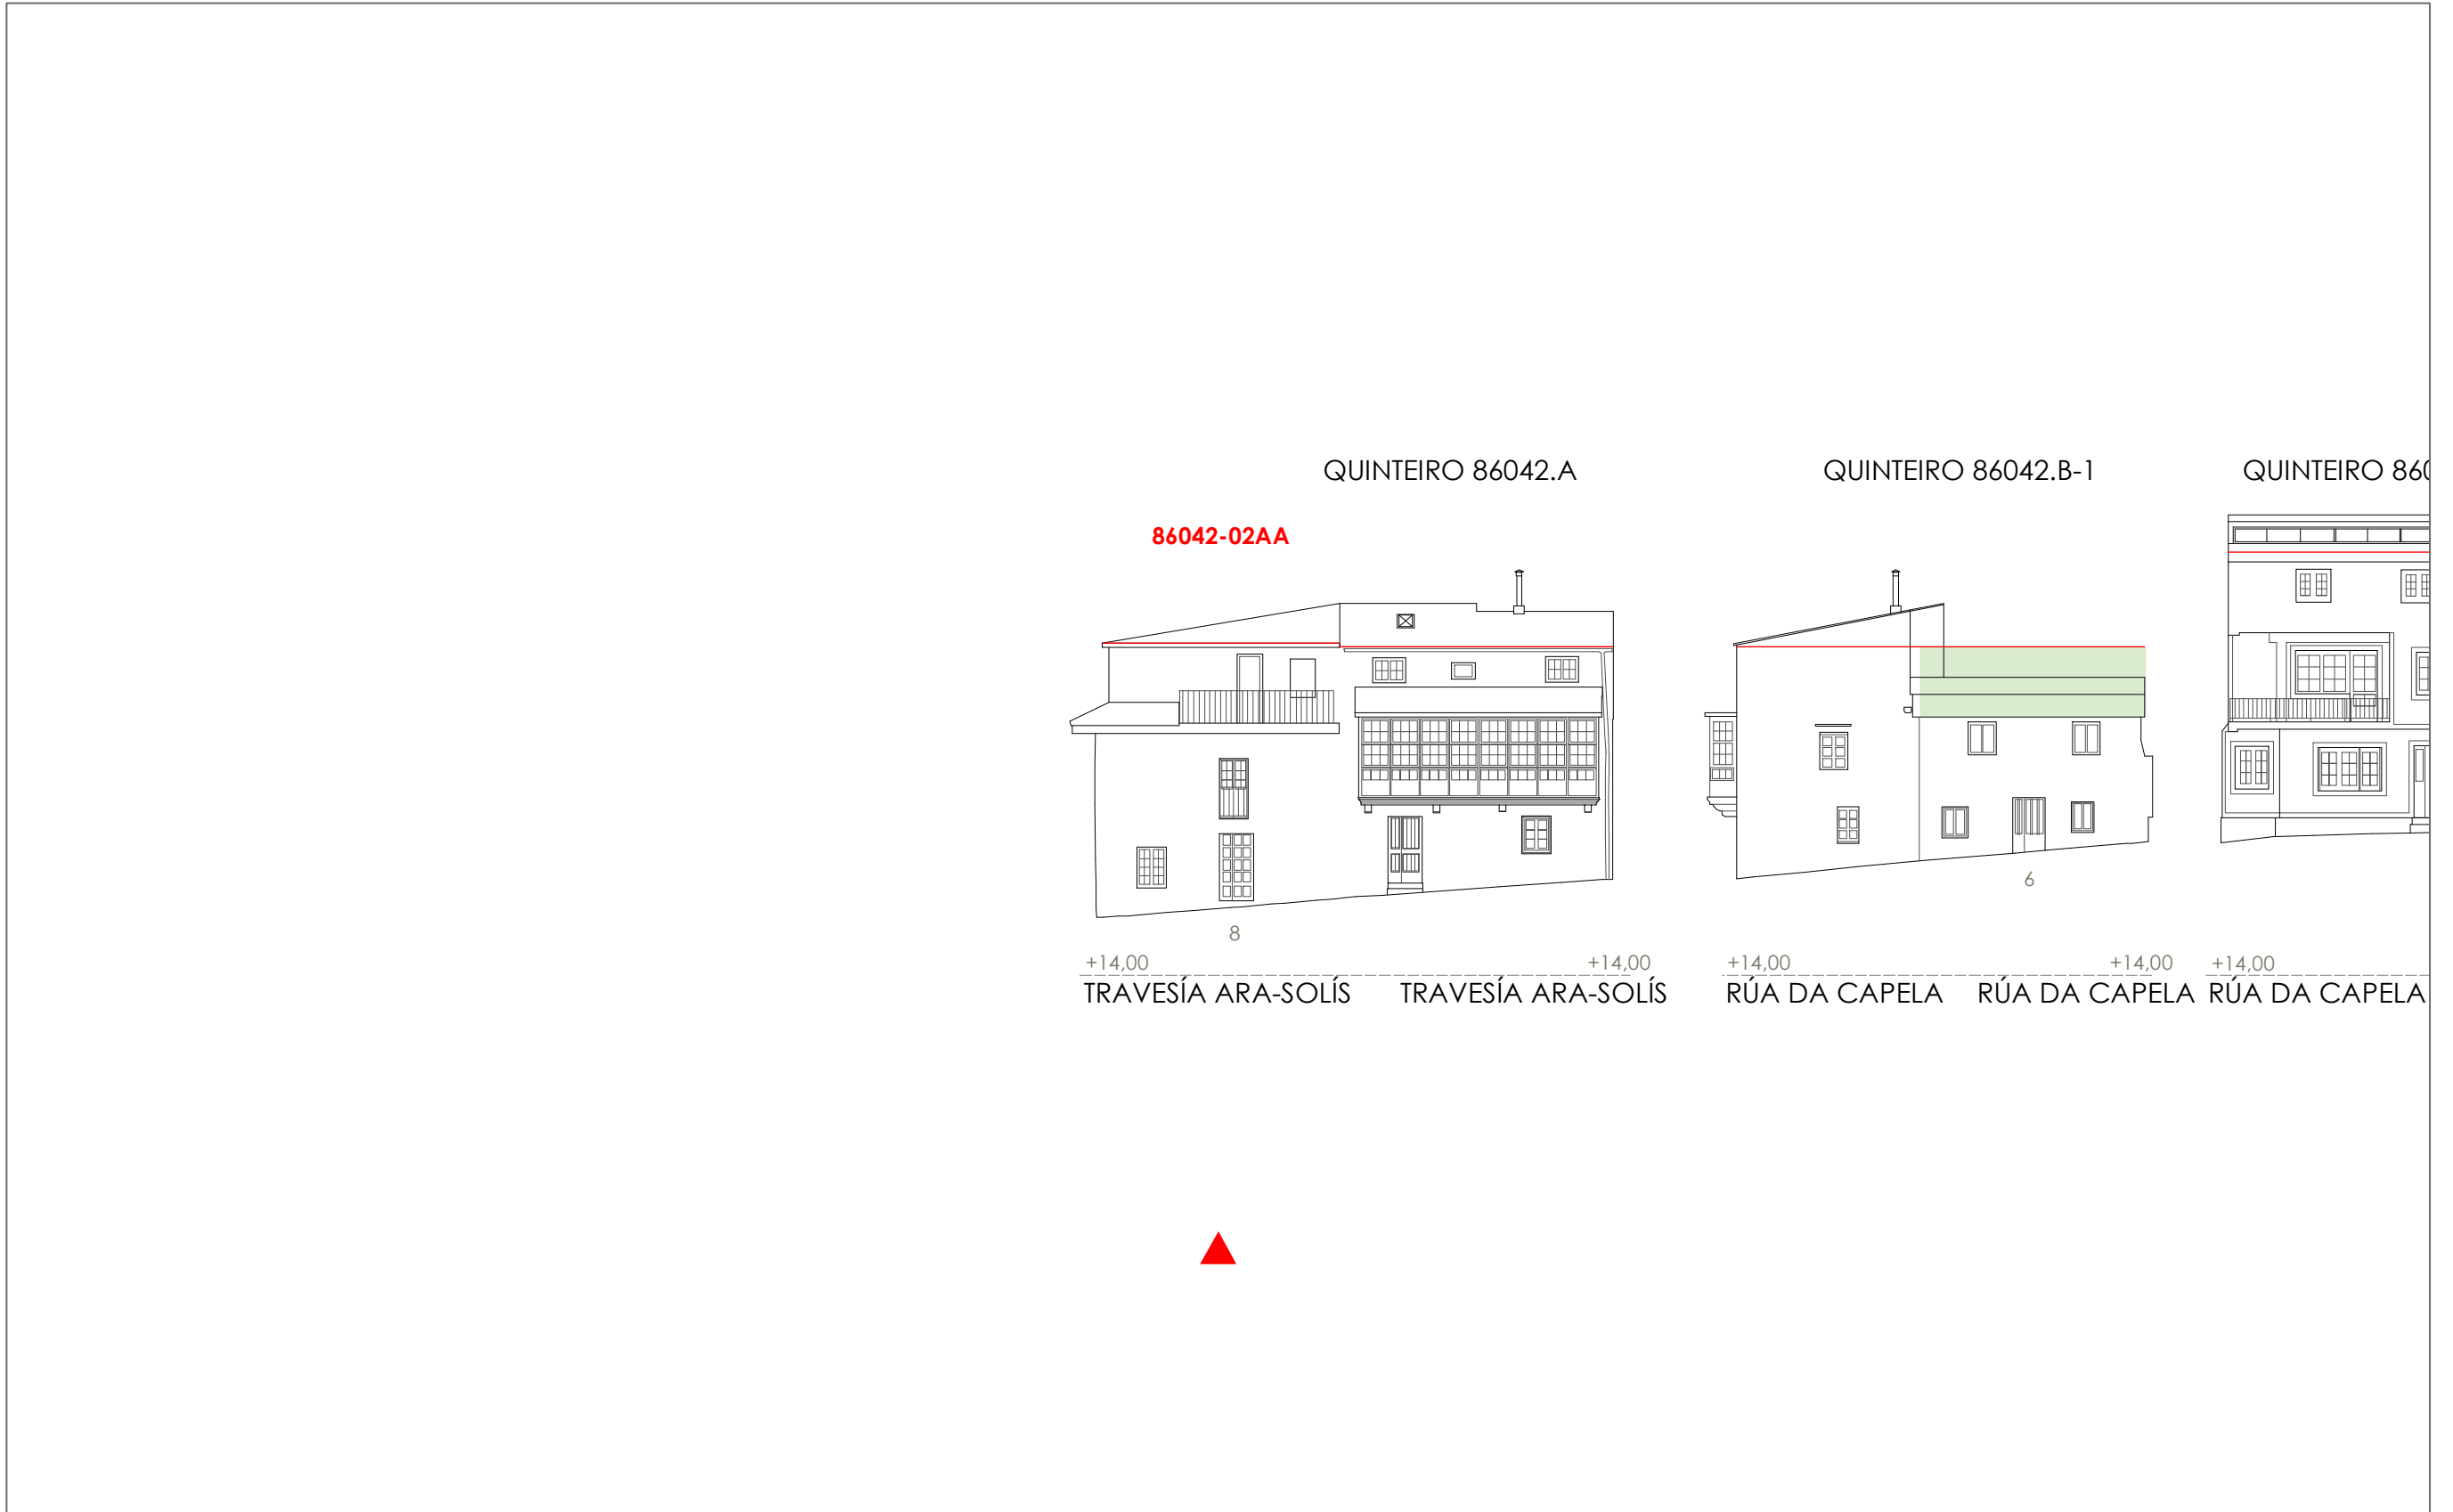 QUINTEIRO 86042.A
QUINTEIRO 86042.B-1
QUINTEIRO
86042-02AA
6
8
+14,00
+14,00
+14,00
+14,00
+14,00
TRAVESÍA ARA-SOLÍS
TRAVESÍA ARA-SOLÍS
RÚA DA CAPELA
RÚA DA CAPELA
RÚA DA CAPELA